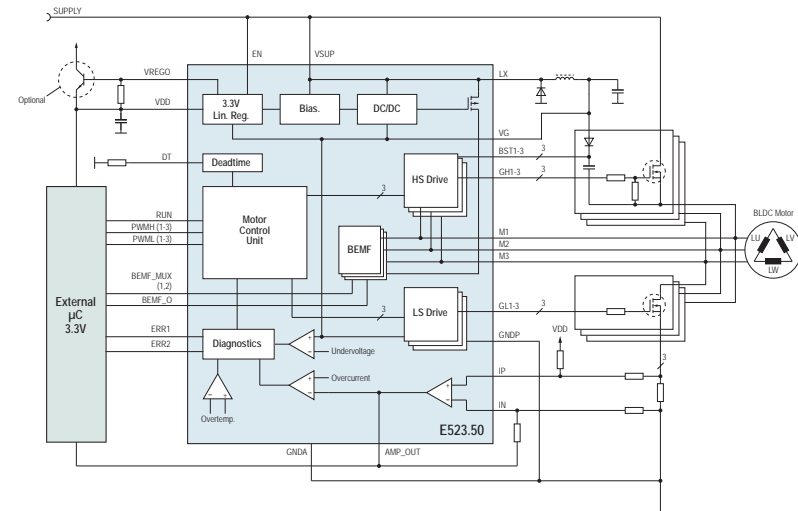 SUPPLY
EN
VSUP
VREGO
LX
Optional
VDD
3.3V
Lin. Reg.
Bias.
DC/DC
VG
BST1-3
3
DT
Deadtime
HS Drive
GH1-3
3
3
BLDC Motor
RUN
PWMH (1-3)
PWML (1-3)
Motor
Control
Unit
BEMF
M1
M2
M3
LU
LV
LW
BEMF_MUX
(1,2)
BEMF_O
External
µC
3.3V
LS Drive
GL1-3
3
3
ERR1
ERR2
Diagnostics
Undervoltage
GNDP
VDD
3
Overcurrent
IP
IN
Overtemp.
E523.50
GNDA
AMP_OUT
+
−
+
−
−
+
+
−